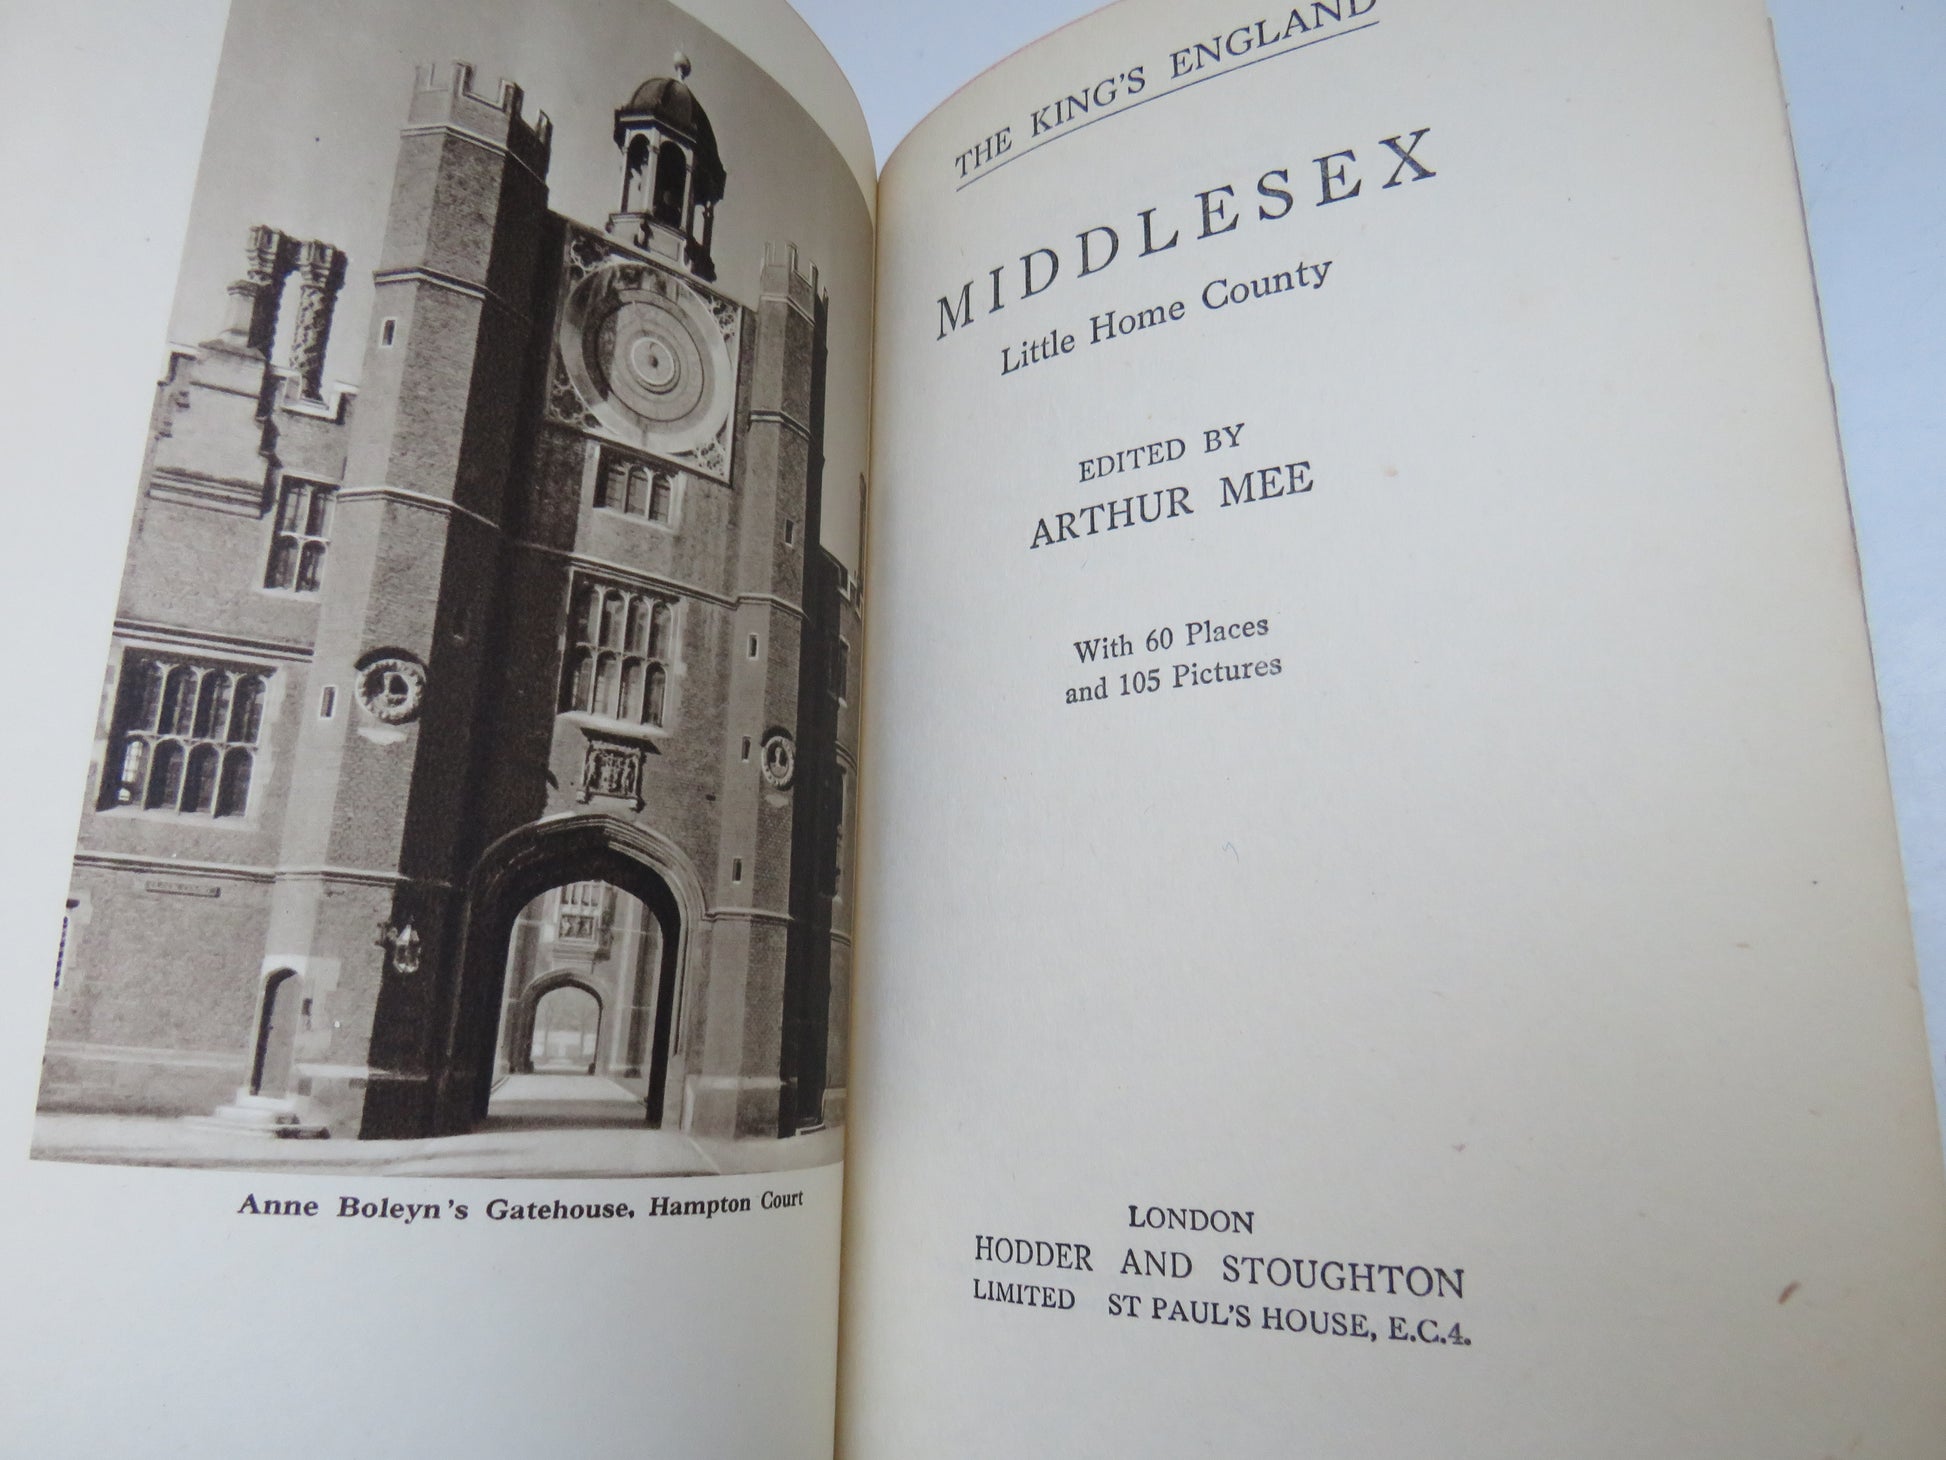 Anne Boleyn's Gatehouse, Hampton Court
THE KING'S ENGLAND
MIDDLESEX
Little Home County
EDITED BY
ARTHUR MEE
With 60 Places
and 105 Pictures
LONDON
HODDER AND STOUGHTON
LIMITED ST PAUL'S HOUSE, E.C.4.